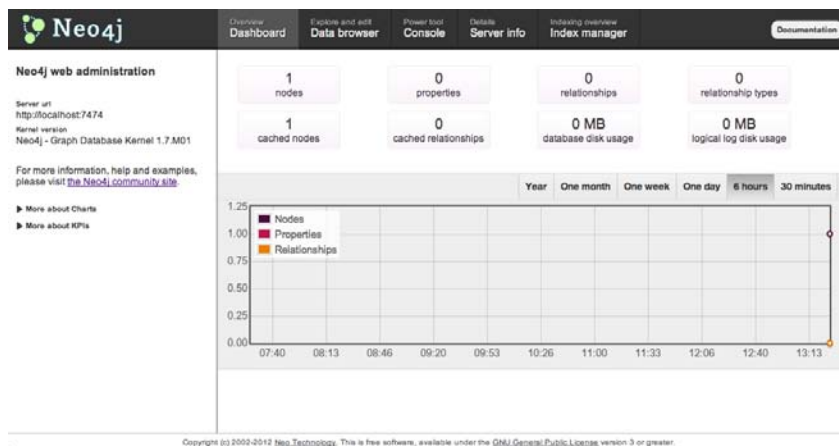 Neo4j
Overview
Dashboard
Explore and edit
Data browser
Power tool
Console
Details
Server info
Indexing overview
Index manager
Documentation
Neo4j web administration
Server url
http://localhost:7474
Kernel version
Neo4j - Graph Database Kernel 1.7.M01
For more information, help and examples,
please visit the Neo4j community site.
More about Charts
More about KPIs
1
nodes
0
properties
0
relationships
0
relationship types
1
cached nodes
0
cached relationships
0 MB
database disk usage
0 MB
logical log disk usage
Year One month One week One day 6 hours 30 minutes
1.25
1.00
0.75
0.50
0.25
0.00
Nodes
Properties
Relationships
07:40 08:13 08:46 09:20 09:53 10:26 11:00 11:33 12:06 12:40 13:13
Copyright (c) 2002-2012 Neo Technology. This is free software, available under the GNU General Public License version 3 or greater.